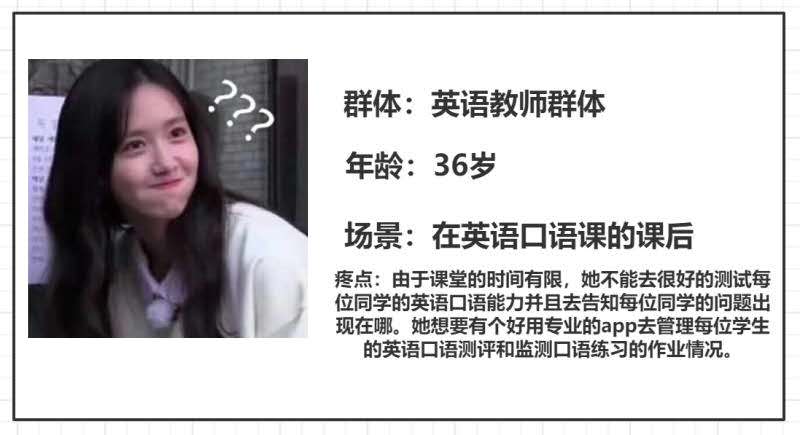 ???
群体：英语教师群体
年龄：36岁
场景：在英语口语课的课后
疼点：由于课堂的时间有限，她不能去很好的测试每
位同学的英语口语能力并且去告知每位同学的问题出
现在哪。她想要有个好用专业的app去管理每位学生
的英语口语测评和监测口语练习的作业情况。